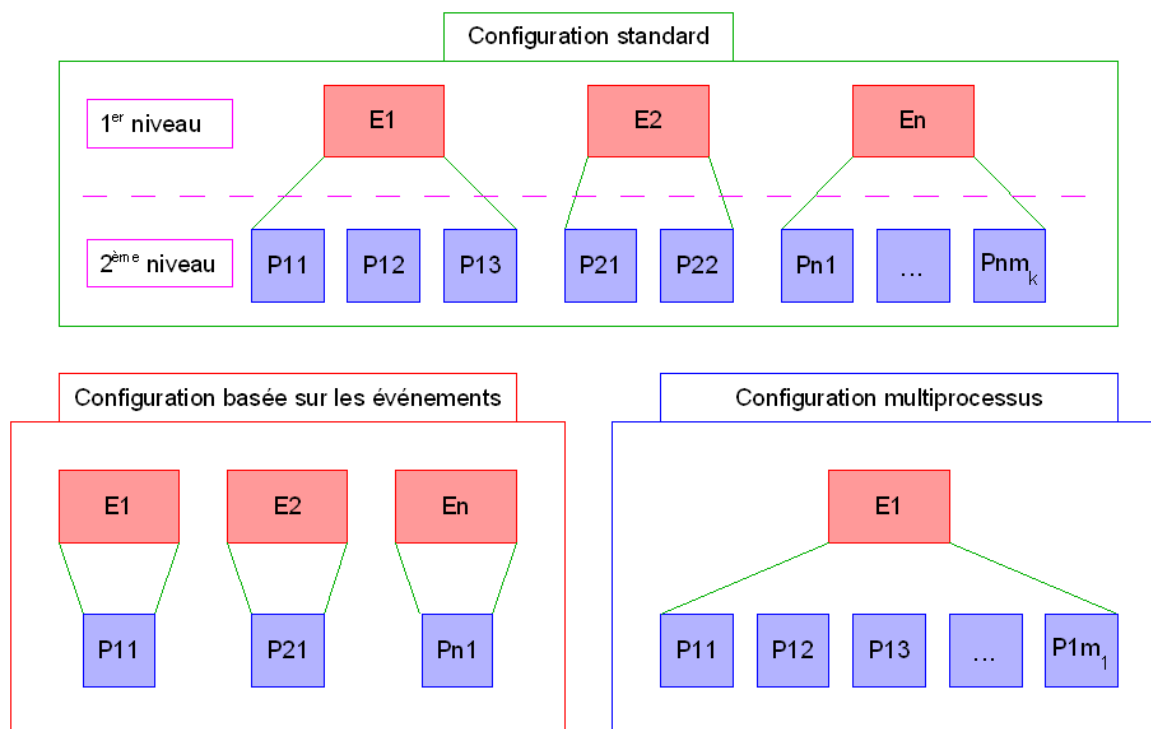 Configuration standard
1er niveau
E1 E2 En
2ème niveau
P11 P12 P13 P21 P22 Pn1 ... Pnmk
Configuration basée sur les événements
E1 E2 En
P11 P21 Pn1
Configuration multiprocessus
E1
P11 P12 P13 ... P1m1